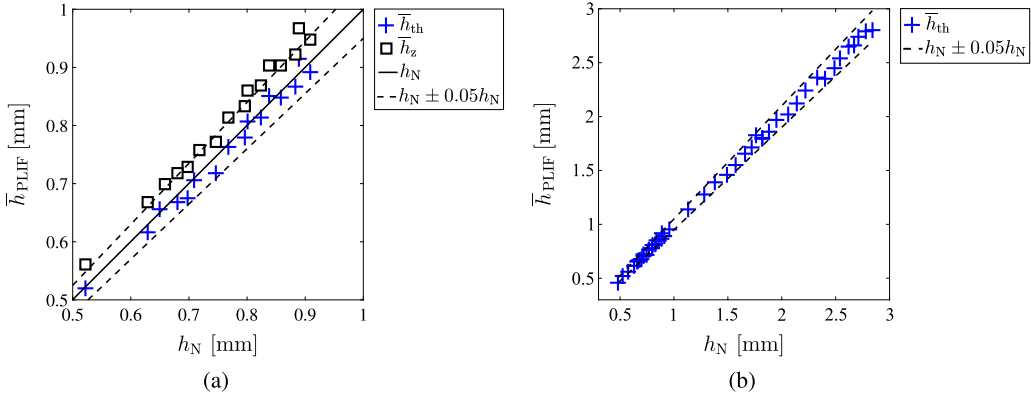 1
0.9
0.8
0.7
0.6
0.5
0.5
0.6
0.7
0.8
0.9
1
h̅_PLIF [mm]
h_N [mm]
h̅_th
h̅_z
h_N
h_N ± 0.05h_N
(a)
3
2.5
2
1.5
1
0.5
0.5
1
1.5
2
2.5
3
h̅_PLIF [mm]
h_N [mm]
h̅_th
h_N ± 0.05h_N
(b)